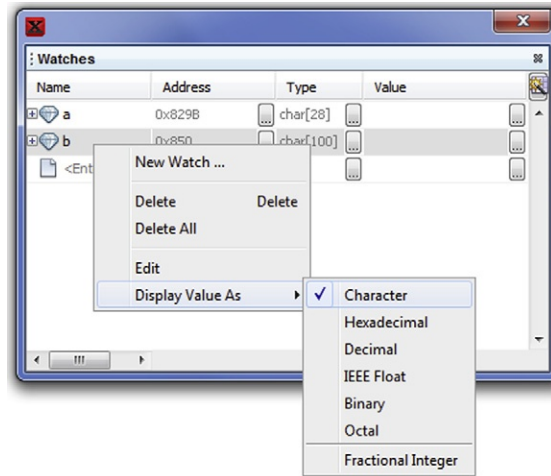 Watches
Name Address Type Value
a 0x829B ... char[28] ... ...
b 0x850 ... char[100] ... ...
<Ent ... ...
New Watch ...
Delete Delete
Delete All
Edit
Display Value As
Character
Hexadecimal
Decimal
IEEE Float
Binary
Octal
Fractional Integer